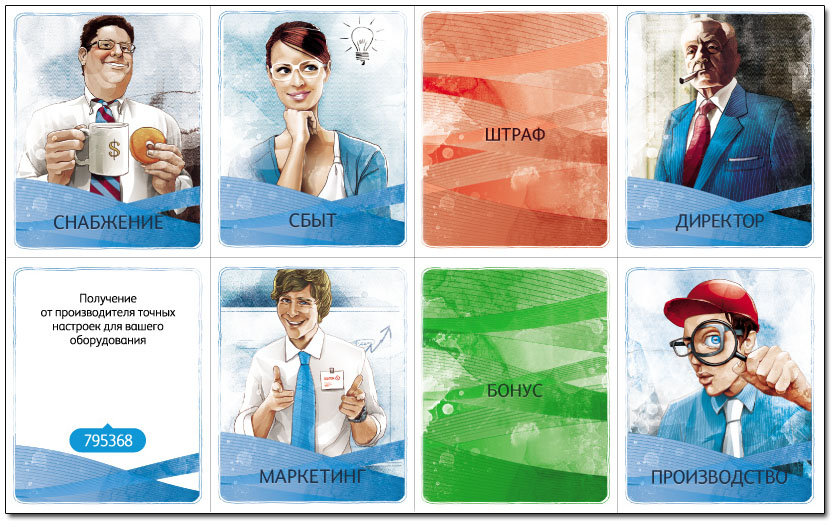 СНАБЖЕНИЕ
$
СБЫТ
ШТРАФ
ДИРЕКТОР
Получение
от производителя точных
настроек для вашего
оборудования
795368
МАРКЕТИНГ
БОНУС
ПРОИЗВОДСТВО